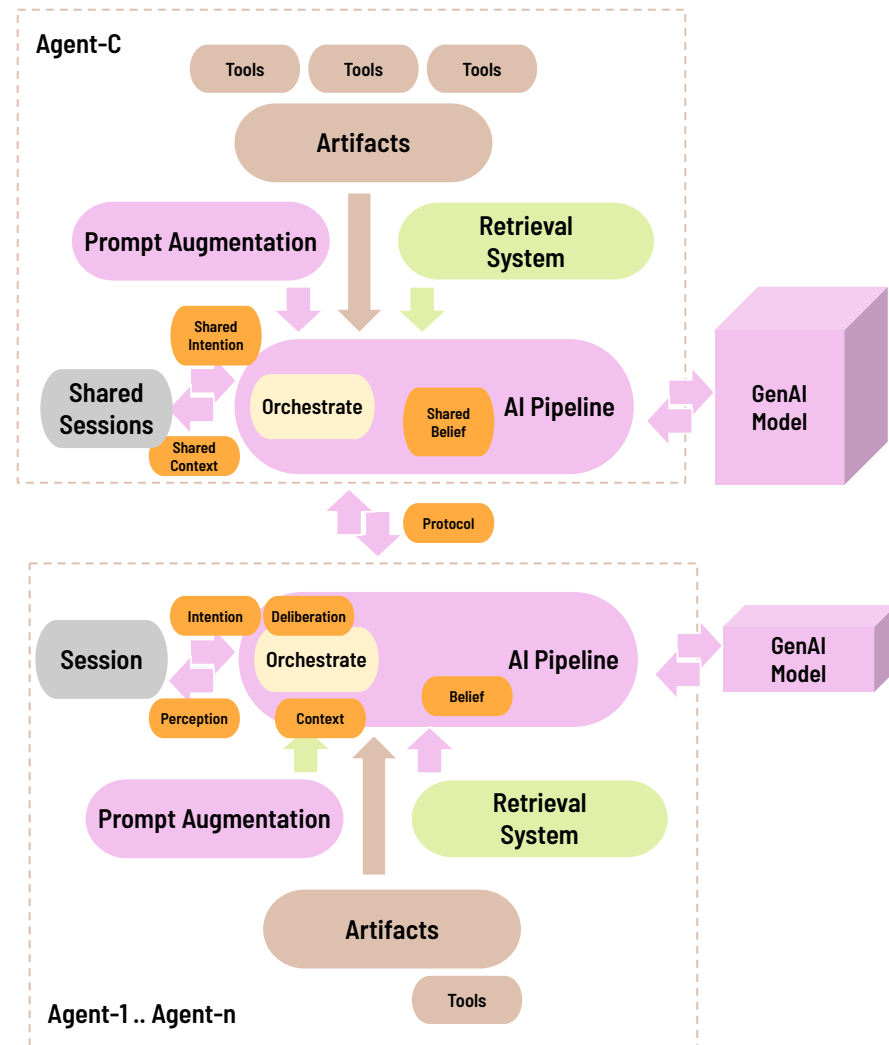 Agent-C
Tools
Tools
Tools
Artifacts
Prompt Augmentation
Retrieval
System
Shared
Intention
Shared
Sessions
Shared
Context
Orchestrate
Shared
Belief
AI Pipeline
GenAI
Model
Protocol
Intention
Deliberation
Session
Orchestrate
AI Pipeline
GenAI
Model
Perception
Context
Belief
Prompt Augmentation
Retrieval
System
Artifacts
Tools
Agent-1 .. Agent-n